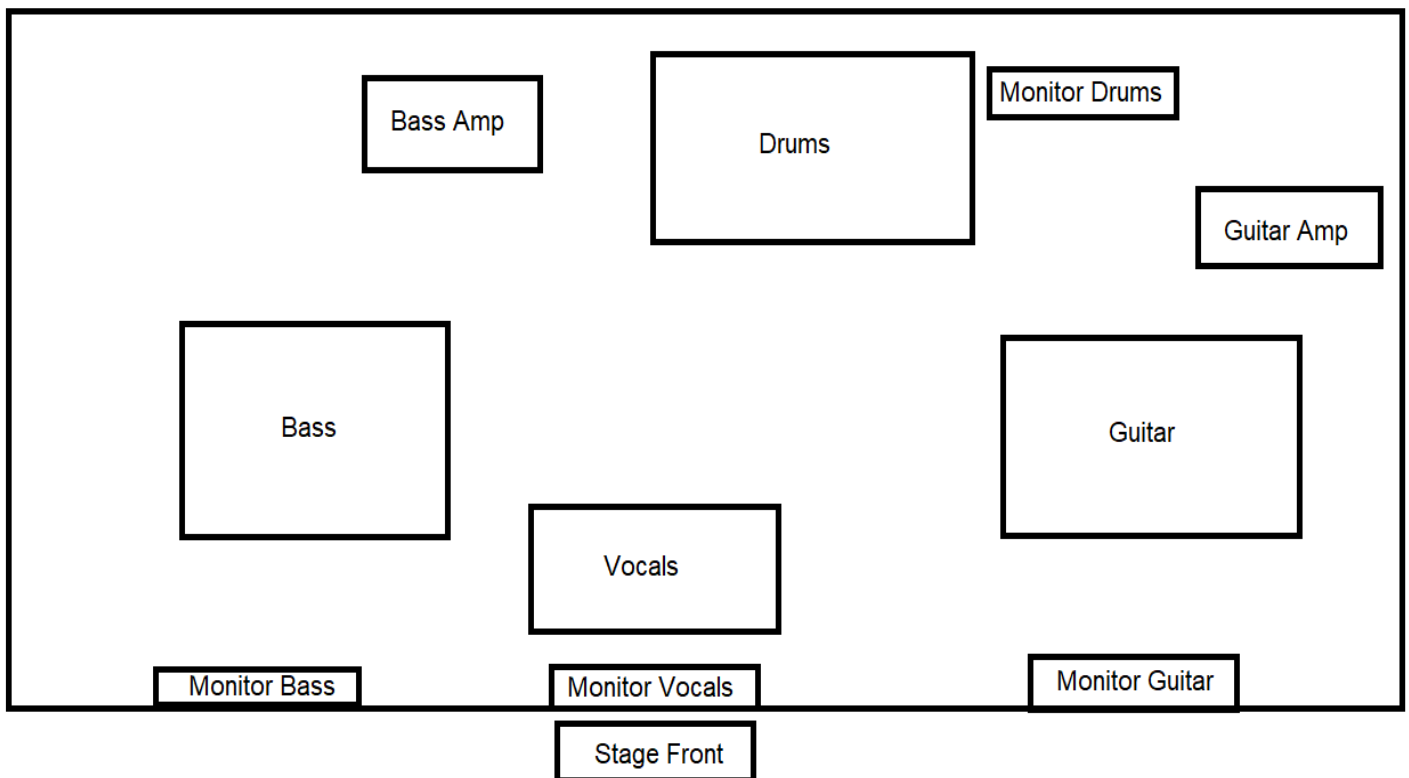 Monitor Drums
Bass Amp
Drums
Guitar Amp
Bass
Guitar
Vocals
Monitor Bass
Monitor Vocals
Monitor Guitar
Stage Front